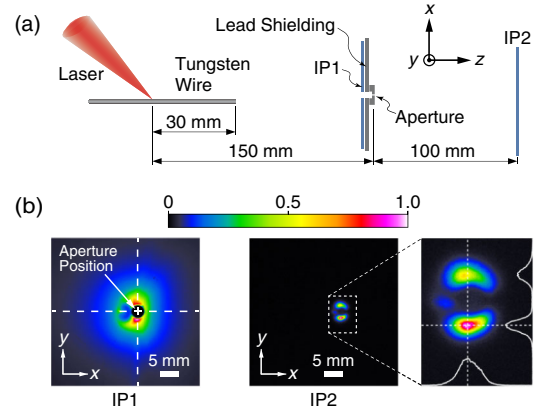 (a)
Lead Shielding
x
IP2
Laser
Tungsten
Wire
IP1
y
z
Aperture
30 mm
150 mm
100 mm
(b)
0
0.5
1.0
Aperture
Position
y
x
5 mm
y
x
5 mm
IP1
IP2